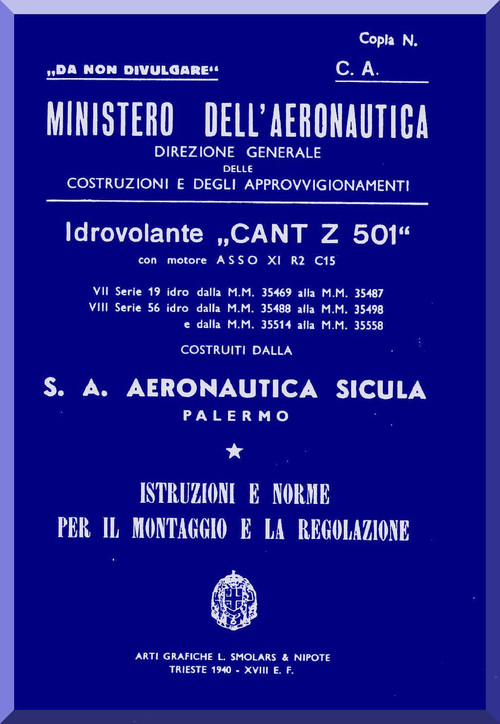 Copia N.
„DA NON DIVULGARE“
C. A.
MINISTERO DELL'AERONAUTICA
DIREZIONE GENERALE
DELLE
COSTRUZIONI E DEGLI APPROVVIGIONAMENTI
Idrovolante „CANT Z 501“
con motore ASSO XI R2 C15
VII Serie 19 idro dalla M.M. 35469 alla M.M. 35487
VIII Serie 56 idro dalla M.M. 35488 alla M.M. 35498
e dalla M.M. 35514 alla M.M. 35558
COSTRUITI DALLA
S. A. AERONAUTICA SICULA
PALERMO
ISTRUZIONI E NORME
PER IL MONTAGGIO E LA REGOLAZIONE
ARTI GRAFICHE L. SMOLARS & NIPOTE
TRIESTE 1940 - XVIII E. F.